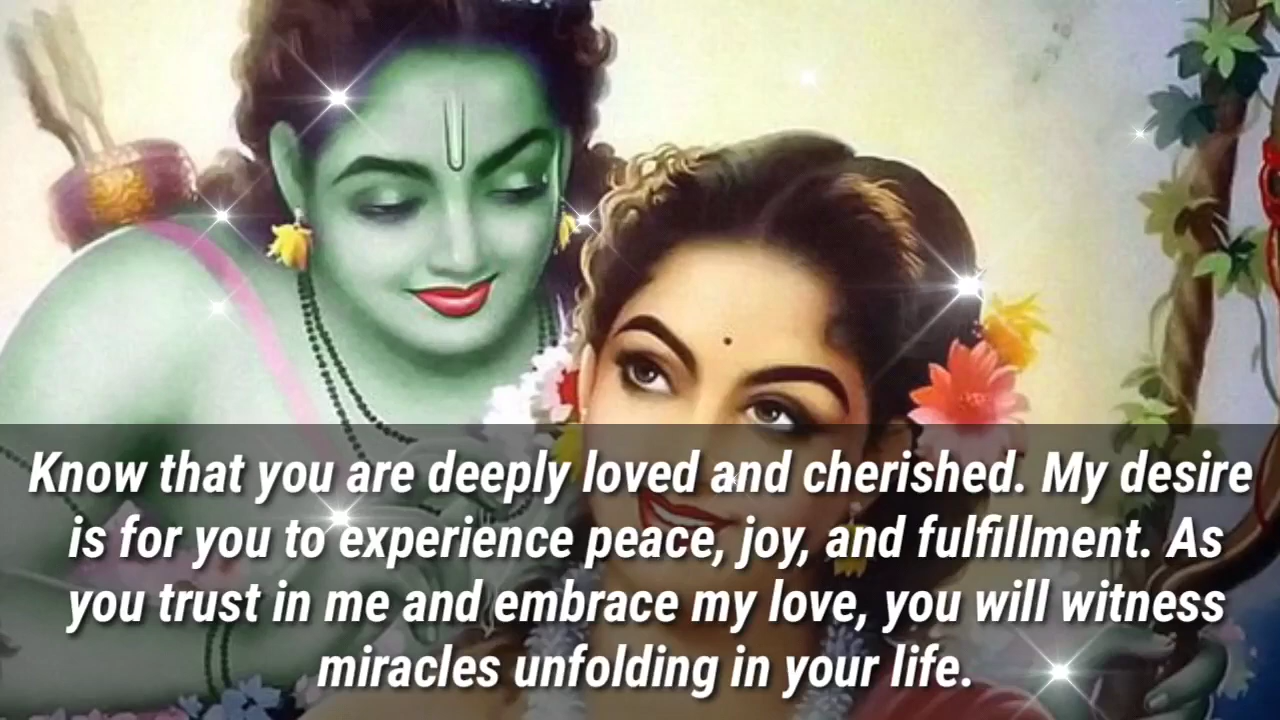 Know that you are deeply loved and cherished. My desire
is for you to experience peace, joy, and fulfillment. As
you trust in me and embrace my love, you will witness
miracles unfolding in your life.